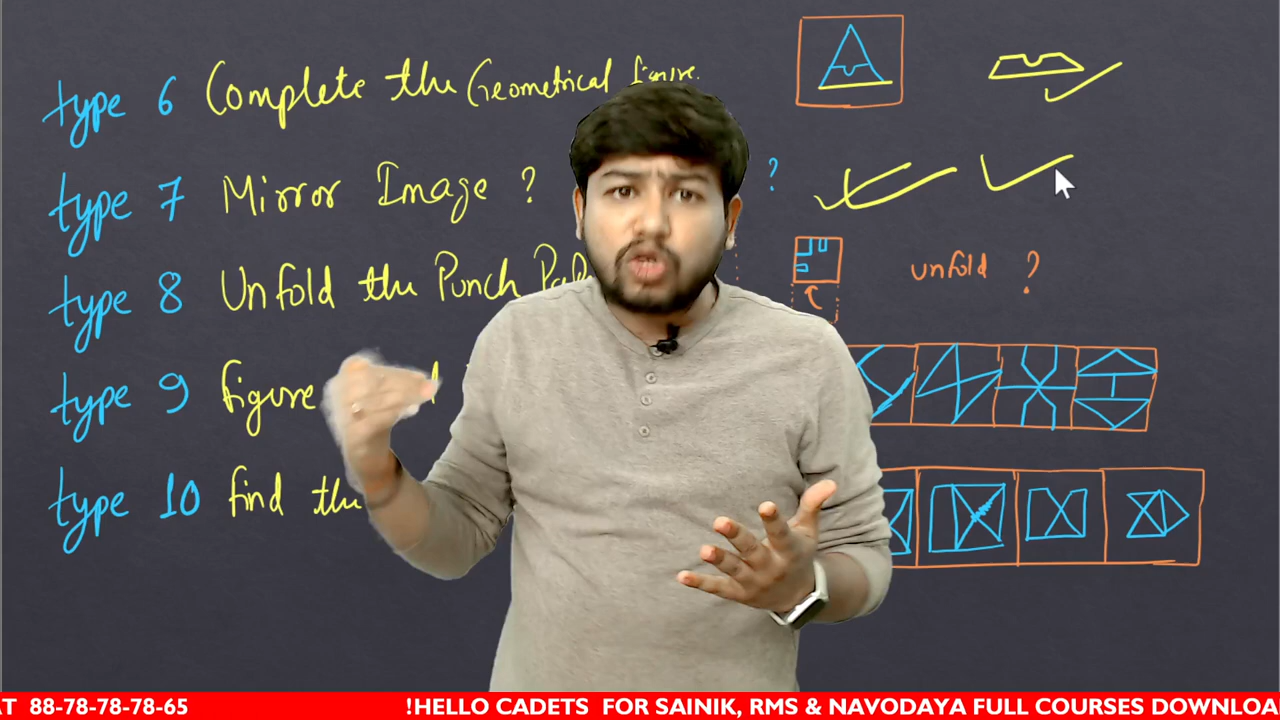 type 6 Complete the Geometrical figure.
type 7 Mirror Image ? ?
type 8 Unfold the Punch
unfold ?
type 9 figure
type 10 find the
88-78-78-78-65 !HELLO CADETS FOR SAINIK, RMS & NAVODAYA FULL COURSES